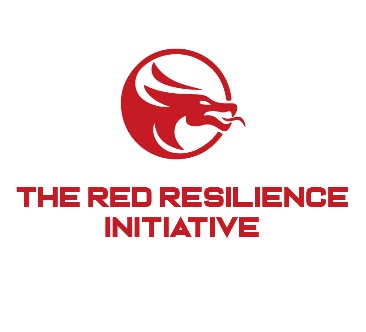 THE RED RESILIENCE
INITIATIVE